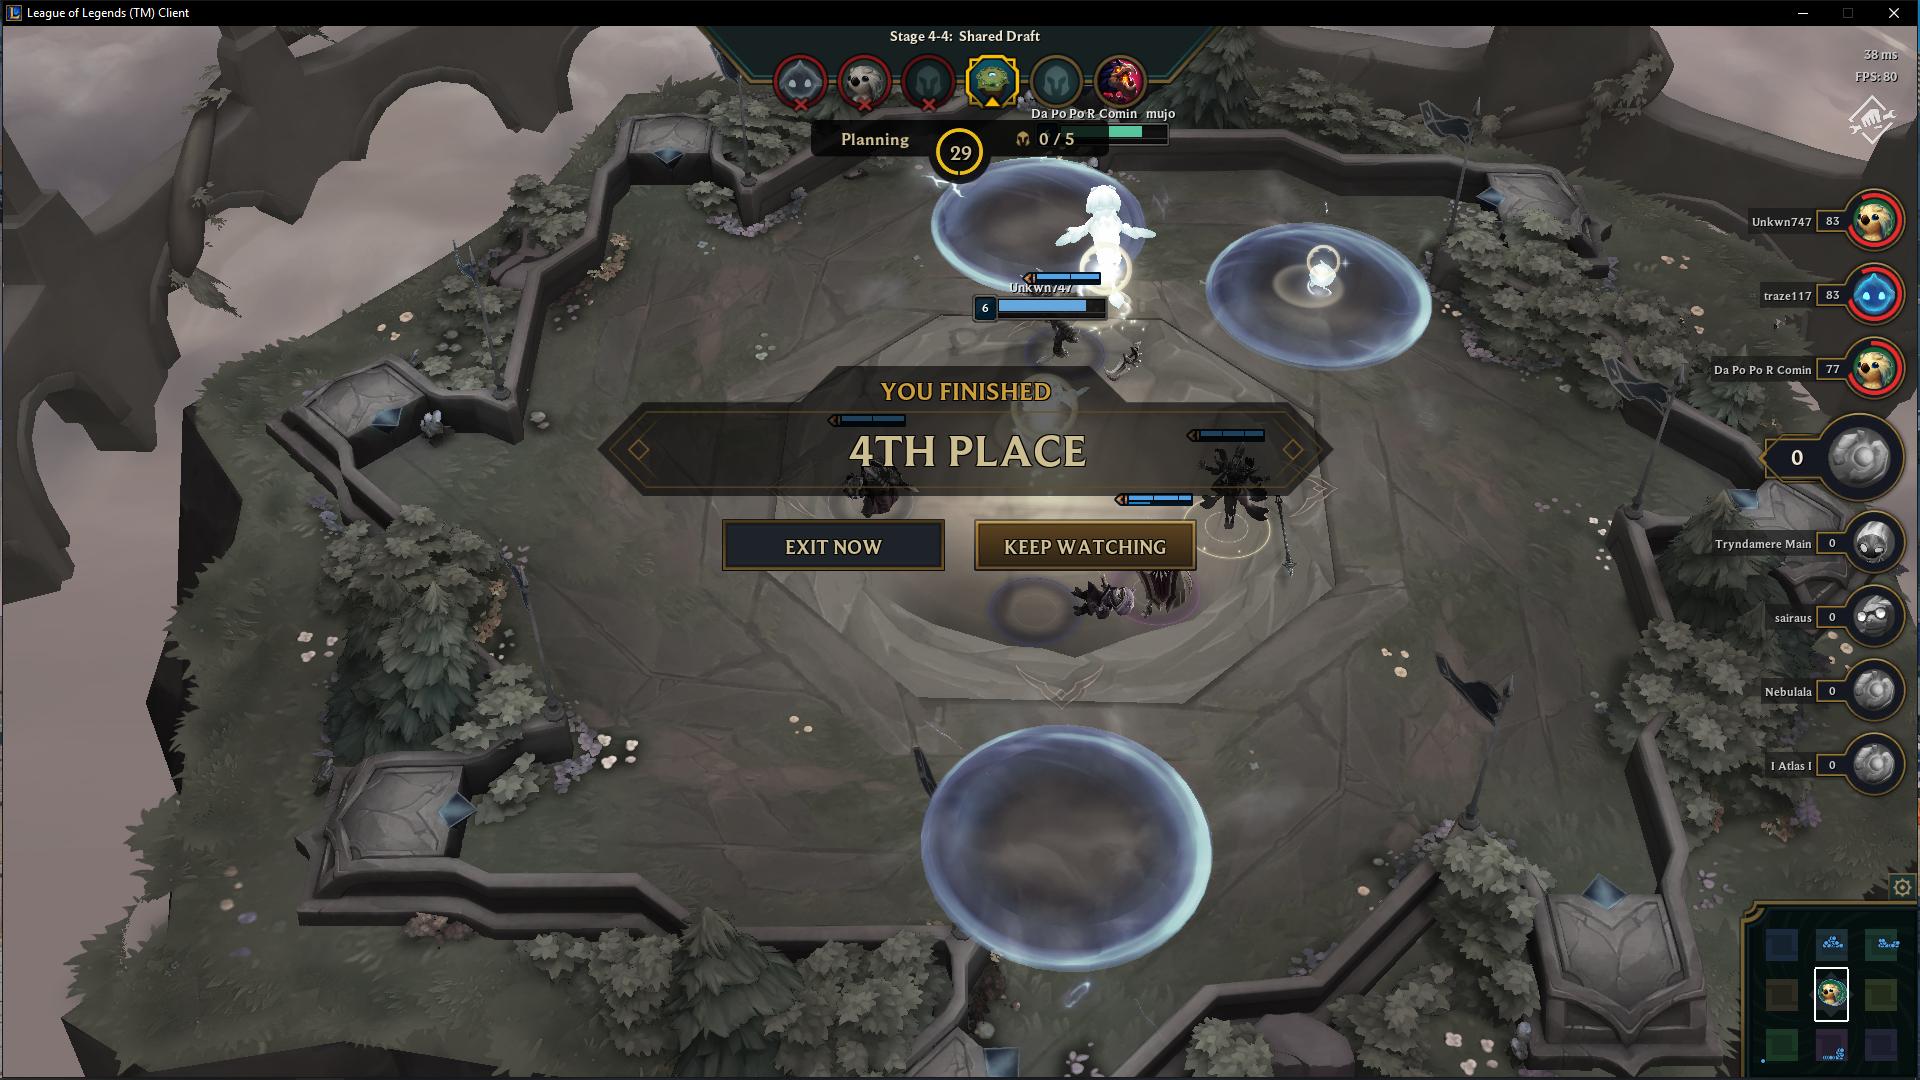 League of Legends (TM) Client
Stage 4-4: Shared Draft
38 ms
FPS: 80
Da Po Po R Comin mujo
Planning
29
0 / 5
Unkwn747 83
Unkwn747
6
traze117 83
Da Po Po R Comin 77
YOU FINISHED
4TH PLACE
0
EXIT NOW
KEEP WATCHING
Tryndamere Main 0
sairaus 0
Nebulala 0
I Atlas I 0